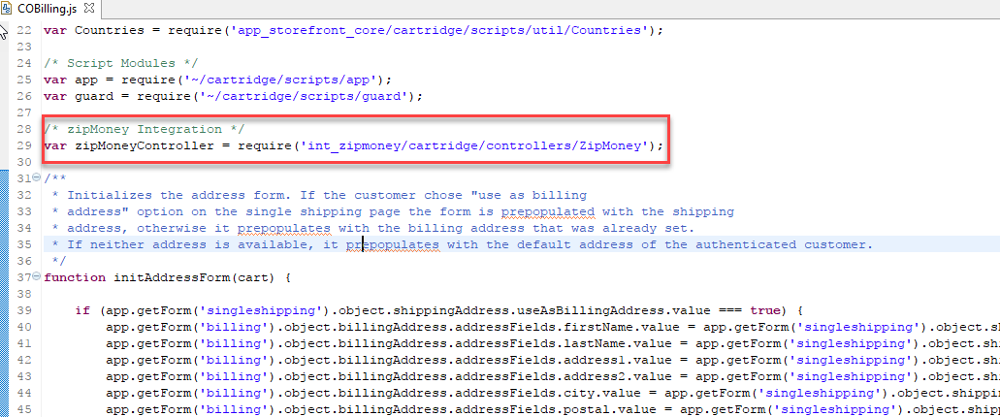 COBilling.js
22 var Countries = require('app_storefront_core/cartridge/scripts/util/Countries');
23
24 /* Script Modules */
25 var app = require('~/cartridge/scripts/app');
26 var guard = require('~/cartridge/scripts/guard');
27
28 /* zipMoney Integration */
29 var zipMoneyController = require('int_zipmoney/cartridge/controllers/ZipMoney');
30
31 /**
32 * Initializes the address form. If the customer chose "use as billing
33 * address" option on the single shipping page the form is prepopulated with the shipping
34 * address, otherwise it prepopulates with the billing address that was already set.
35 * If neither address is available, it prepopulates with the default address of the authenticated customer.
36 */
37 function initAddressForm(cart) {
38
39 if (app.getForm('singleshipping').object.shippingAddress.useAsBillingAddress.value === true) {
40 app.getForm('billing').object.billingAddress.addressFields.firstName.value = app.getForm('singleshipping').object.sh
41 app.getForm('billing').object.billingAddress.addressFields.lastName.value = app.getForm('singleshipping').object.shi
42 app.getForm('billing').object.billingAddress.addressFields.address1.value = app.getForm('singleshipping').object.shi
43 app.getForm('billing').object.billingAddress.addressFields.address2.value = app.getForm('singleshipping').object.shi
44 app.getForm('billing').object.billingAddress.addressFields.city.value = app.getForm('singleshipping').object.shippin
45 app.getForm('billing').object.billingAddress.addressFields.postal.value = app.getForm('singleshipping').object.shipp